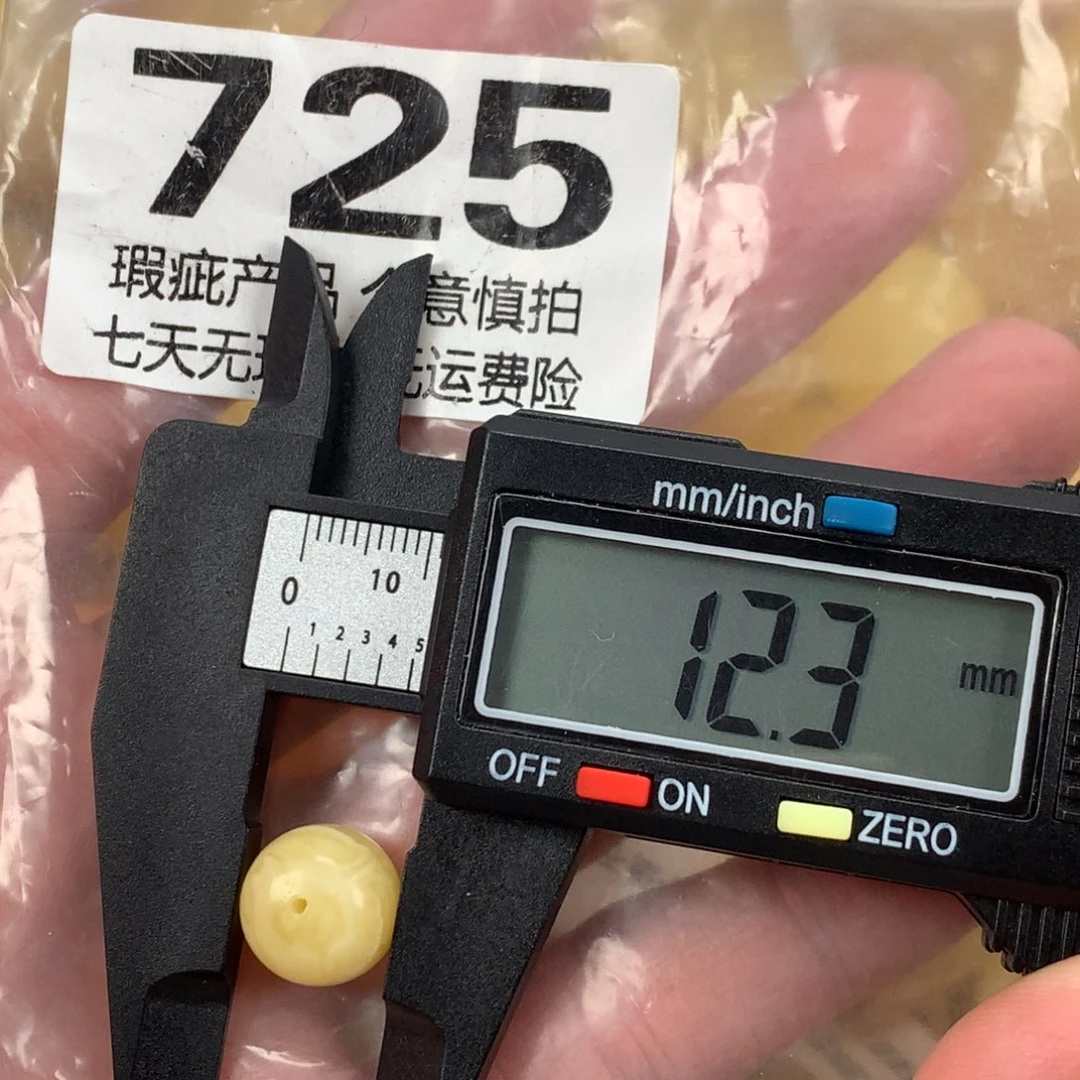 725
瑕疵产品 意慎拍
七天无 运费险
mm/inch
0 10
1 2 3 4 5
12.3 mm
OFF ON ZERO